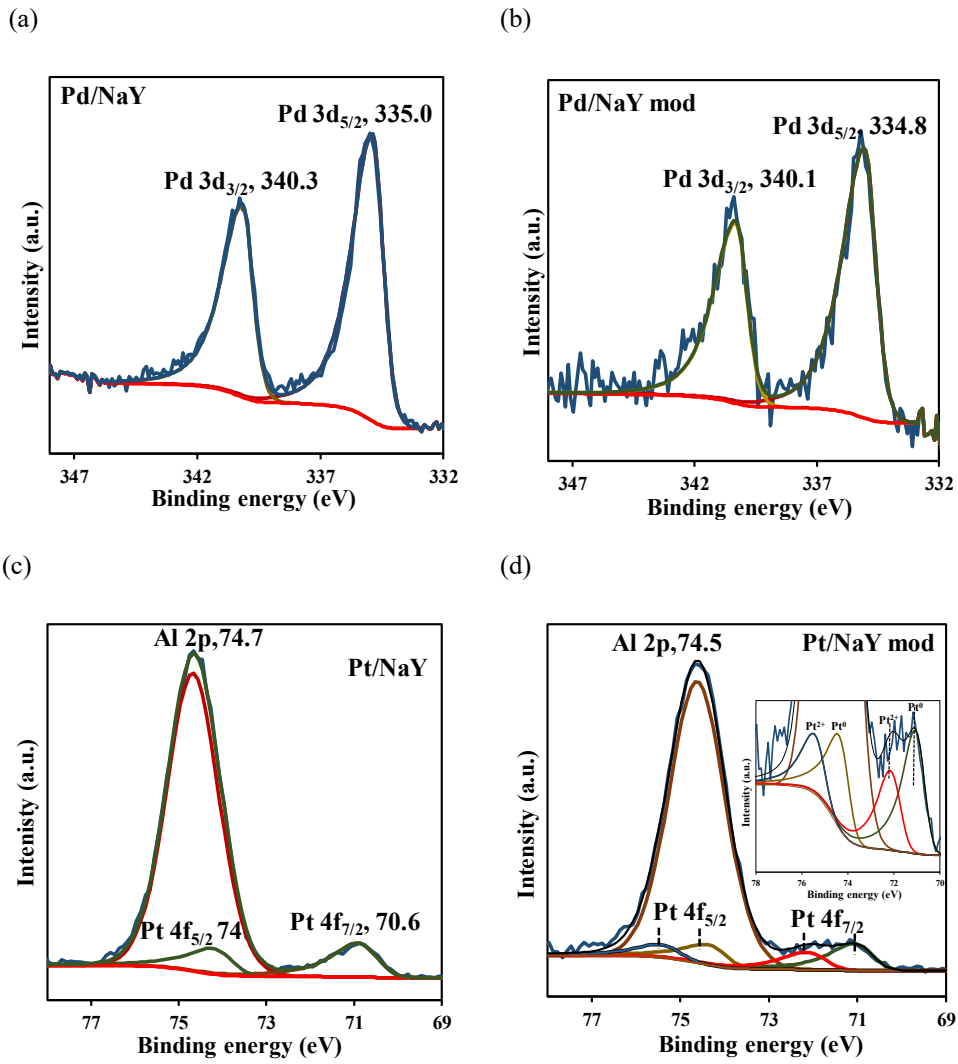 (a)
(b)
Pd/NaY
Pd 3d5/2, 335.0
Pd 3d3/2, 340.3
Intensity (a.u.)
347 342 337 332
Binding energy (eV)
Pd/NaY mod
Pd 3d5/2, 334.8
Pd 3d3/2, 340.1
Intensity (a.u.)
347 342 337 332
Binding energy (eV)
(c)
(d)
Al 2p,74.7
Pt/NaY
Pt 4f5/2 74
Pt 4f7/2, 70.6
Intenisty (a.u.)
77 75 73 71 69
Binding energy (eV)
Al 2p,74.5
Pt/NaY mod
Pt2+
Pt0
Pt2+
Pt0
Intensity (a.u.)
78 76 74 72 70
Binding energy (eV)
Pt 4f5/2
Pt 4f7/2
Intensity (a.u.)
77 75 73 71 69
Binding energy (eV)